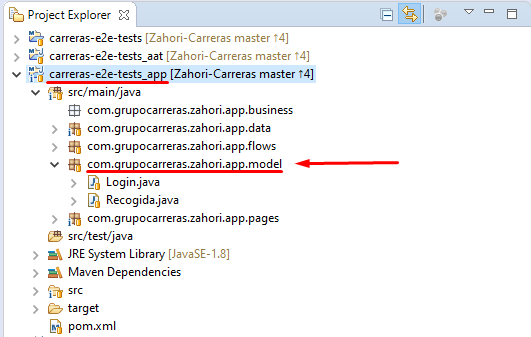 Project Explorer
carreras-e2e-tests [Zahori-Carreras master ↑4]
carreras-e2e-tests_aat [Zahori-Carreras master ↑4]
carreras-e2e-tests_app [Zahori-Carreras master ↑4]
src/main/java
com.grupocarreras.zahori.app.business
com.grupocarreras.zahori.app.data
com.grupocarreras.zahori.app.flows
com.grupocarreras.zahori.app.model
Login.java
Recogida.java
com.grupocarreras.zahori.app.pages
src/test/java
JRE System Library [JavaSE-1.8]
Maven Dependencies
src
target
pom.xml